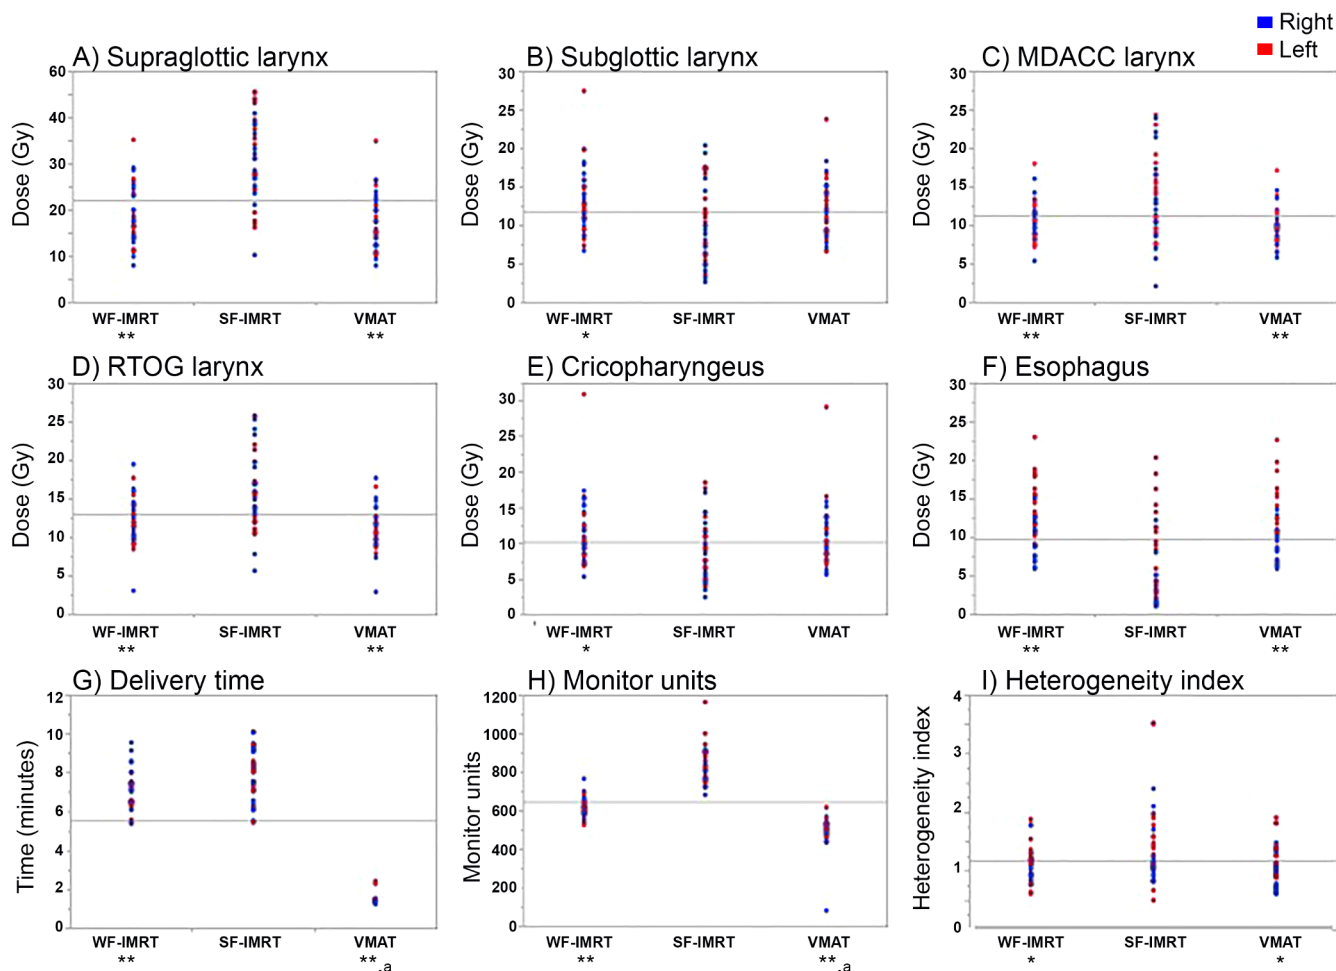 Right
Left
A) Supraglottic larynx
B) Subglottic larynx
C) MDACC larynx
Dose (Gy)
60
40
30
20
10
0
WF-IMRT SF-IMRT VMAT
** **
Dose (Gy)
30
25
20
15
10
5
0
WF-IMRT SF-IMRT VMAT
*
Dose (Gy)
30
25
20
15
10
5
0
WF-IMRT SF-IMRT VMAT
** **
D) RTOG larynx
E) Cricopharyngeus
F) Esophagus
Dose (Gy)
30
25
20
15
10
5
0
WF-IMRT SF-IMRT VMAT
** **
Dose (Gy)
30
25
20
15
10
5
0
WF-IMRT SF-IMRT VMAT
*
Dose (Gy)
30
25
20
15
10
5
0
WF-IMRT SF-IMRT VMAT
** **
G) Delivery time
H) Monitor units
I) Heterogeneity index
Time (minutes)
12
10
8
6
4
2
0
WF-IMRT SF-IMRT VMAT
** **,a
Monitor units
1200
1000
800
600
400
200
0
WF-IMRT SF-IMRT VMAT
** **,a
Heterogeneity index
4
3
2
1
0
WF-IMRT SF-IMRT VMAT
* *